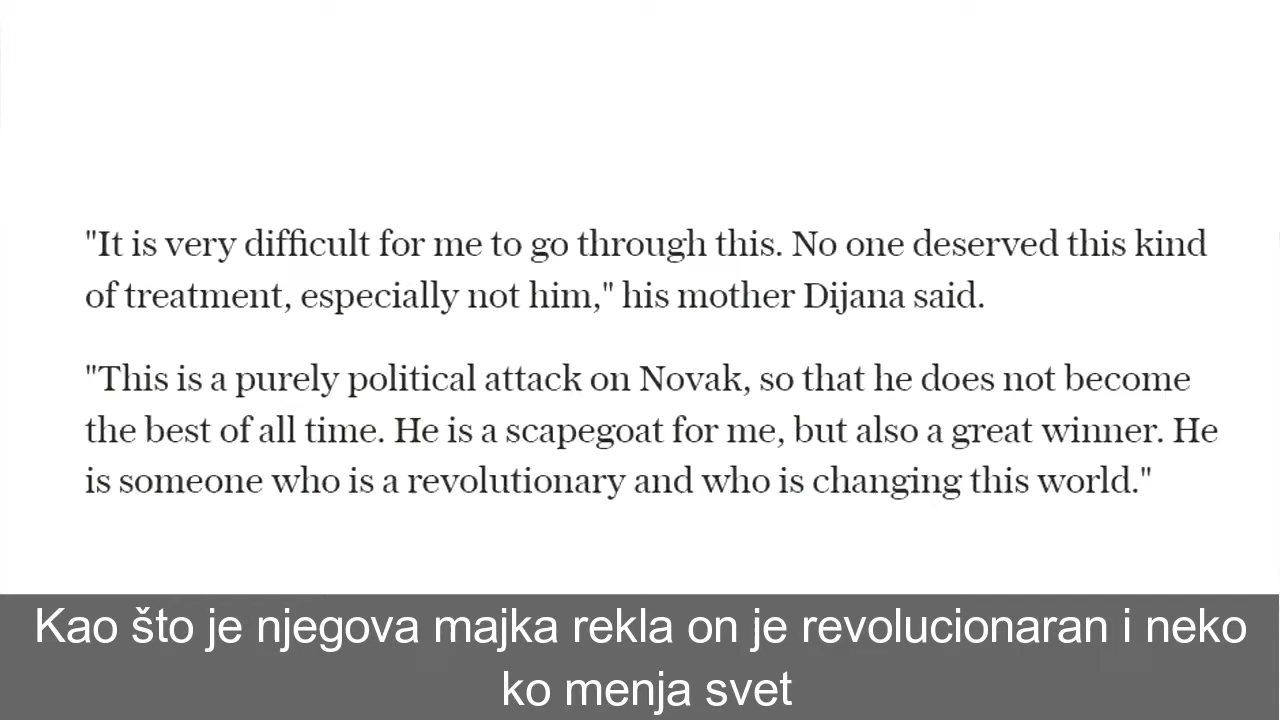 "It is very difficult for me to go through this. No one deserved this kind
of treatment, especially not him," his mother Dijana said.
"This is a purely political attack on Novak, so that he does not become
the best of all time. He is a scapegoat for me, but also a great winner. He
is someone who is a revolutionary and who is changing this world."
Kao što je njegova majka rekla on je revolucionaran i neko
ko menja svet